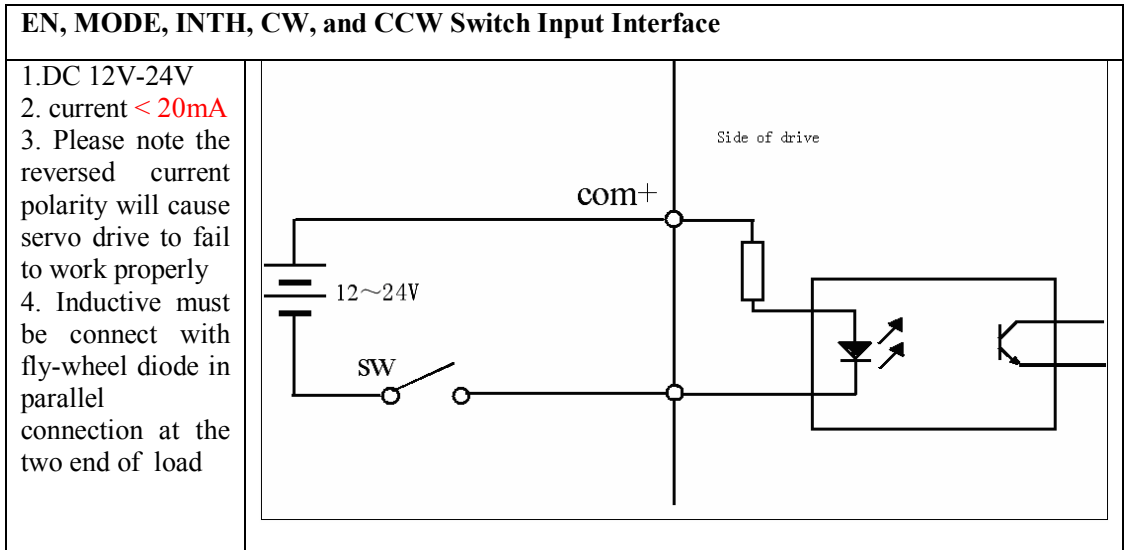 EN, MODE, INTH, CW, and CCW Switch Input Interface
1.DC 12V-24V
2. current < 20mA
3. Please note the
reversed current
polarity will cause
servo drive to fail
to work properly
4. Inductive must
be connect with
fly-wheel diode in
parallel
connection at the
two end of load
Side of drive
com+
12～24V
SW